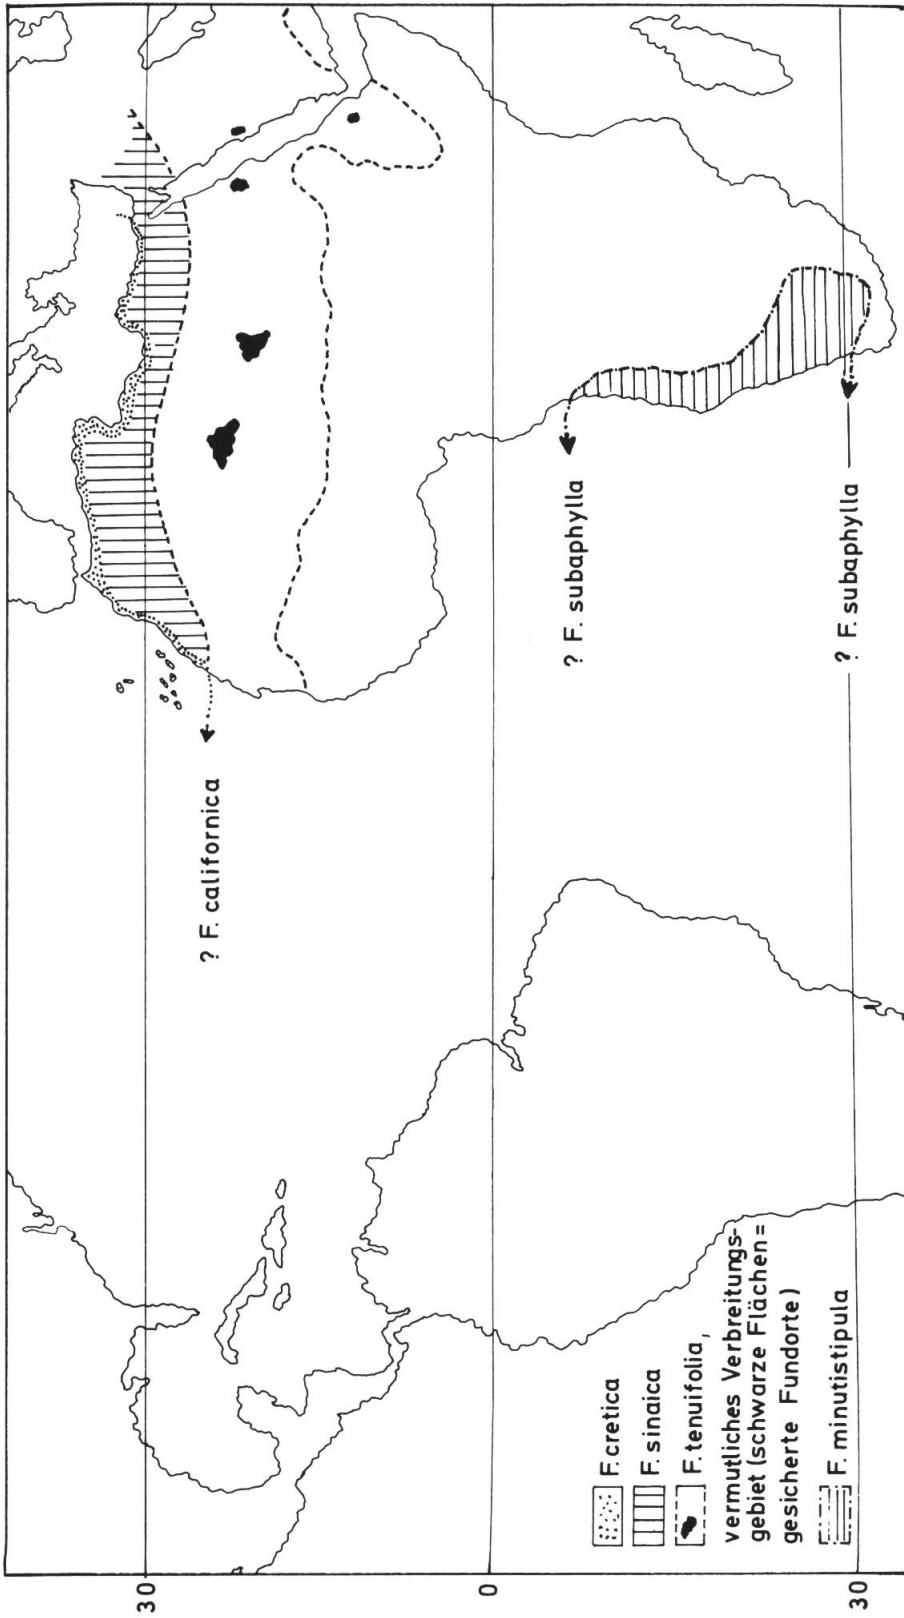 ? F. californica
? F. subaphylla
? F. subaphylla
F. cretica
F. sinaica
F. tenuifolia,
vermutliches Verbreitungs-
gebiet (schwarze Flächen =
gesicherte Fundorte)
F. minutistipula
30
0
30